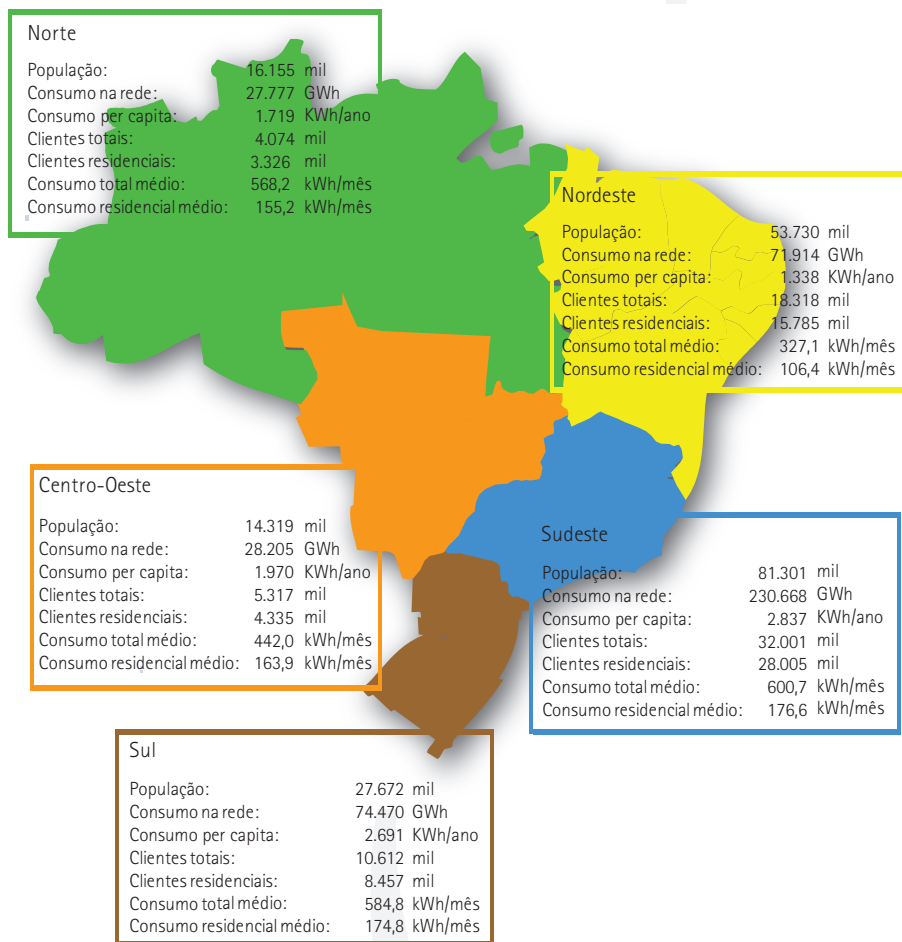 Norte
População: 16.155 mil
Consumo na rede: 27.777 GWh
Consumo per capita: 1.719 KWh/ano
Clientes totais: 4.074 mil
Clientes residenciais: 3.326 mil
Consumo total médio: 568,2 kWh/mês
Consumo residencial médio: 155,2 kWh/mês
Nordeste
População: 53.730 mil
Consumo na rede: 71.914 GWh
Consumo per capita: 1.338 KWh/ano
Clientes totais: 18.318 mil
Clientes residenciais: 15.785 mil
Consumo total médio: 327,1 kWh/mês
Consumo residencial médio: 106,4 kWh/mês
Centro-Oeste
População: 14.319 mil
Consumo na rede: 28.205 GWh
Consumo per capita: 1.970 KWh/ano
Clientes totais: 5.317 mil
Clientes residenciais: 4.335 mil
Consumo total médio: 442,0 kWh/mês
Consumo residencial médio: 163,9 kWh/mês
Sudeste
População: 81.301 mil
Consumo na rede: 230.668 GWh
Consumo per capita: 2.837 KWh/ano
Clientes totais: 32.001 mil
Clientes residenciais: 28.005 mil
Consumo total médio: 600,7 kWh/mês
Consumo residencial médio: 176,6 kWh/mês
Sul
População: 27.672 mil
Consumo na rede: 74.470 GWh
Consumo per capita: 2.691 KWh/ano
Clientes totais: 10.612 mil
Clientes residenciais: 8.457 mil
Consumo total médio: 584,8 kWh/mês
Consumo residencial médio: 174,8 kWh/mês